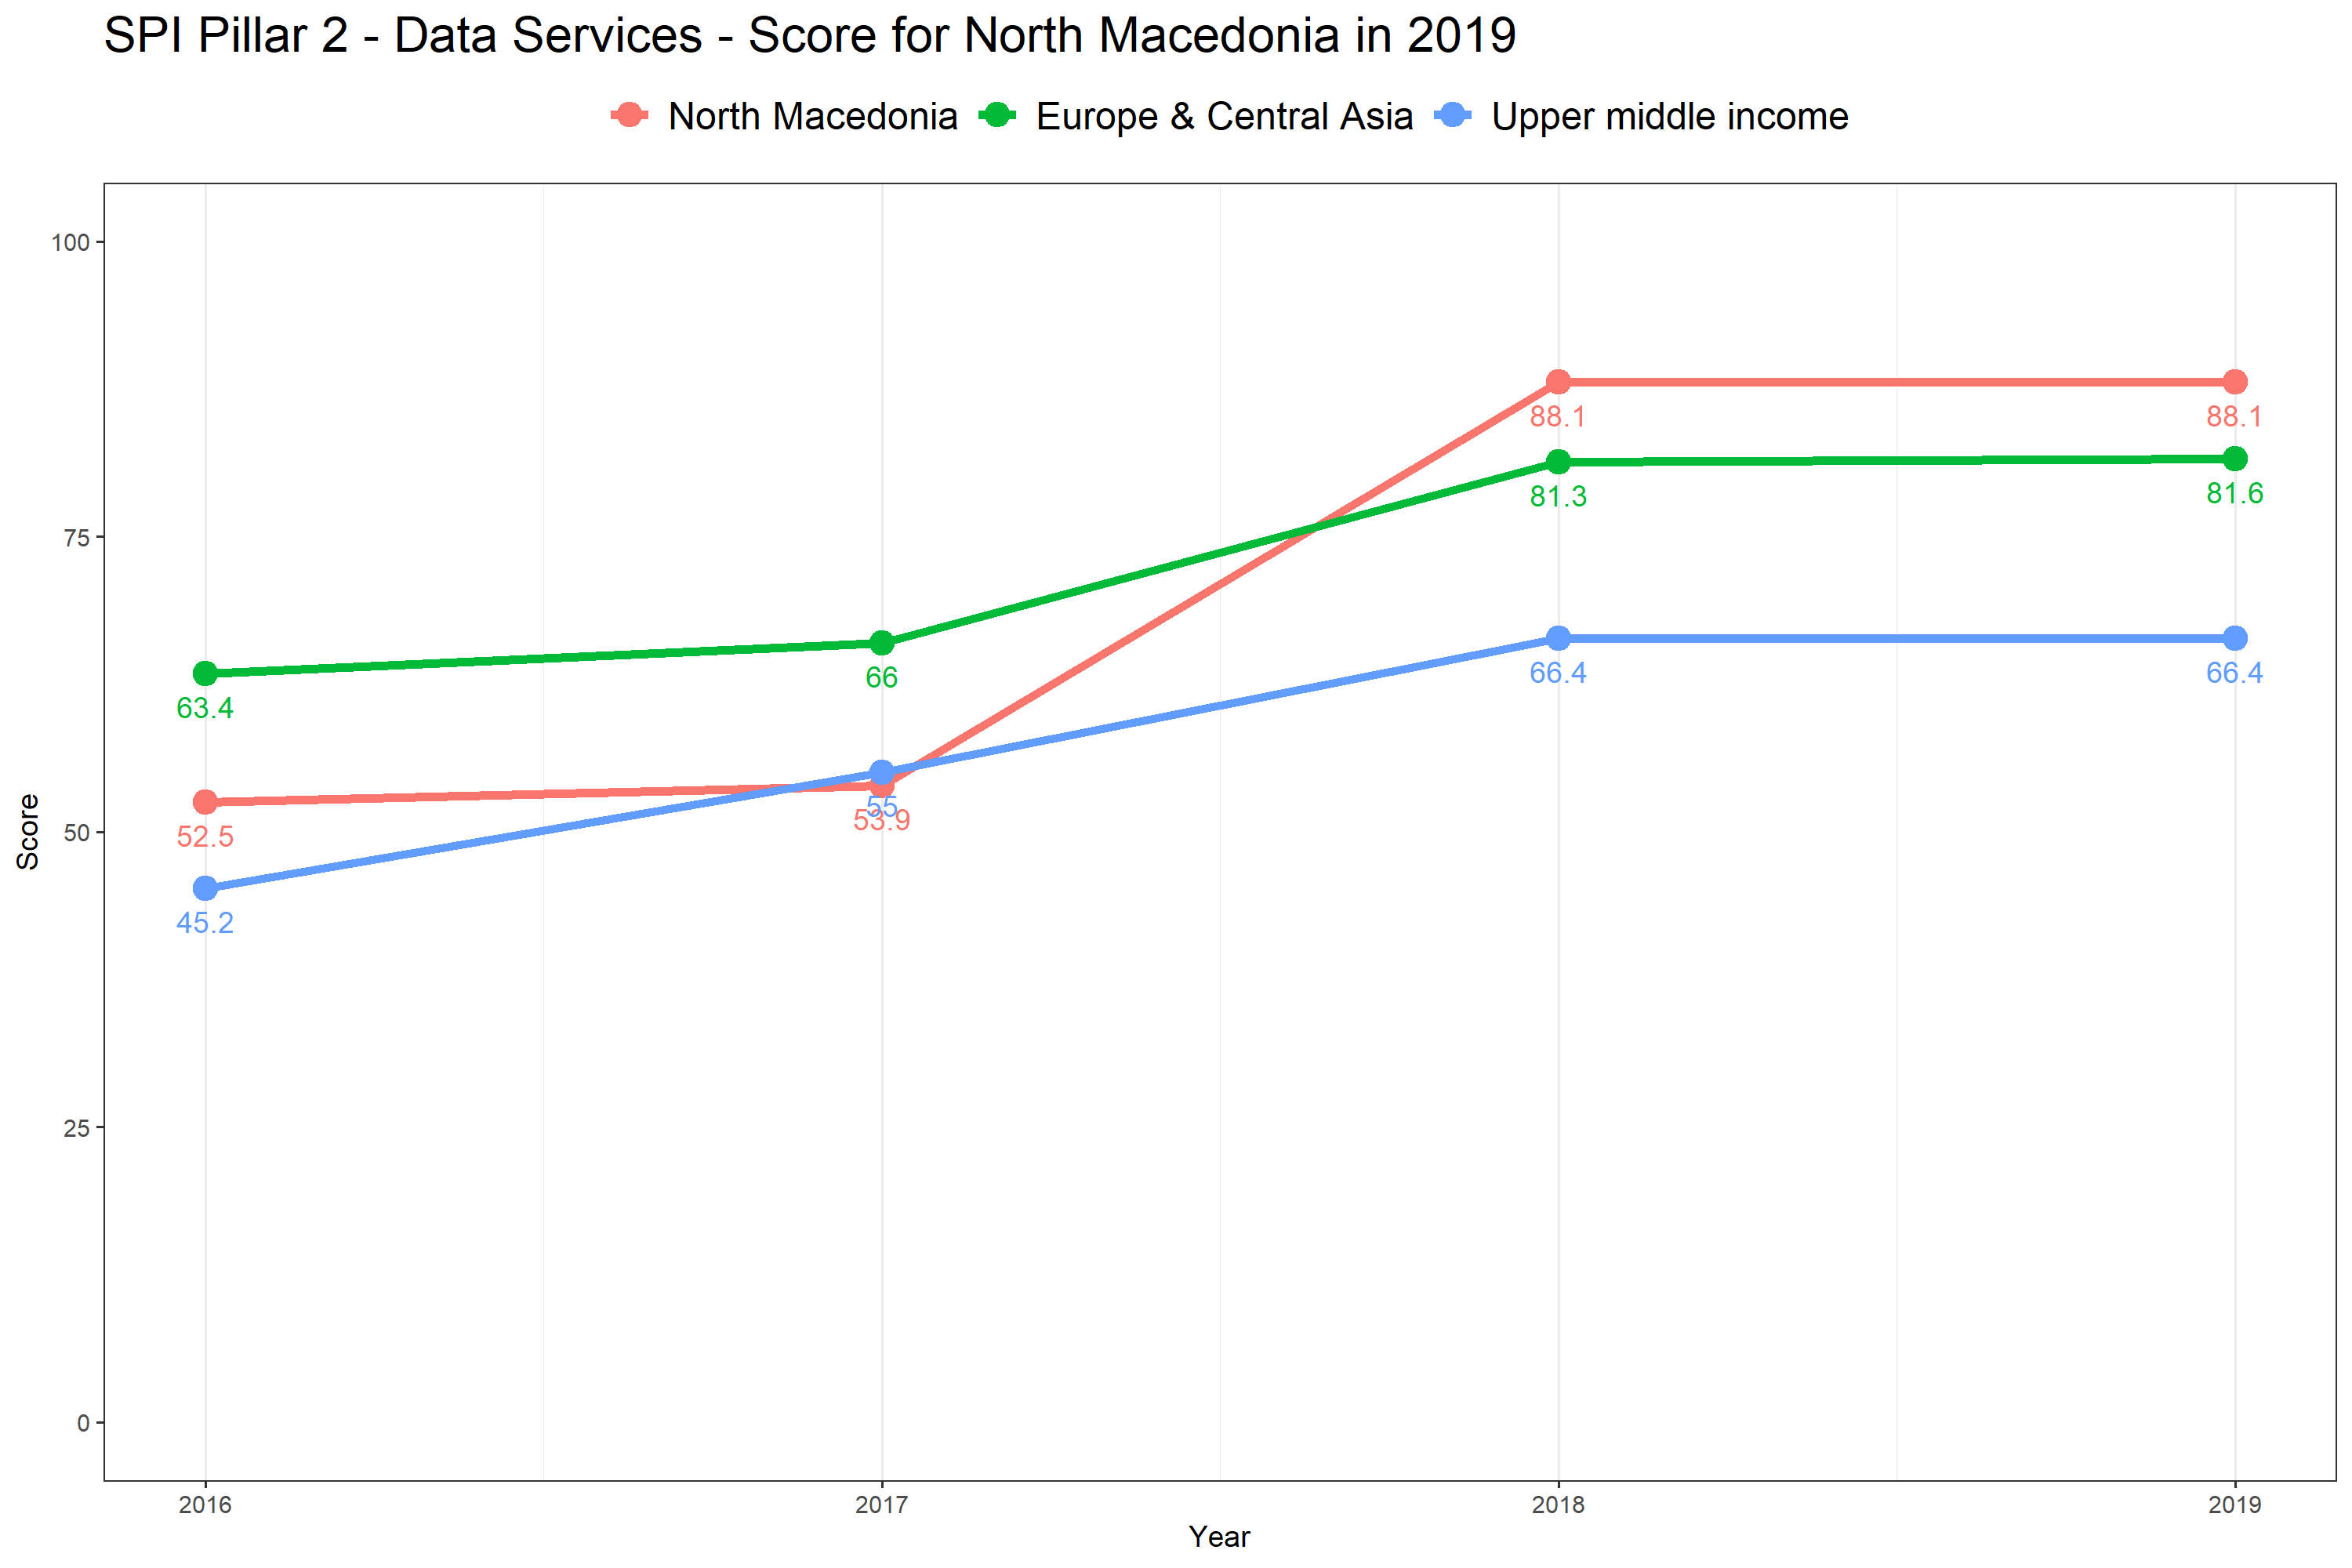 SPI Pillar 2 - Data Services - Score for North Macedonia in 2019
North Macedonia Europe & Central Asia Upper middle income
100
75
50
25
0
Score
88.1 88.1
81.3 81.6
66.4 66.4
63.4 66
52.5 55
53.9
45.2
2016 2017 2018 2019
Year